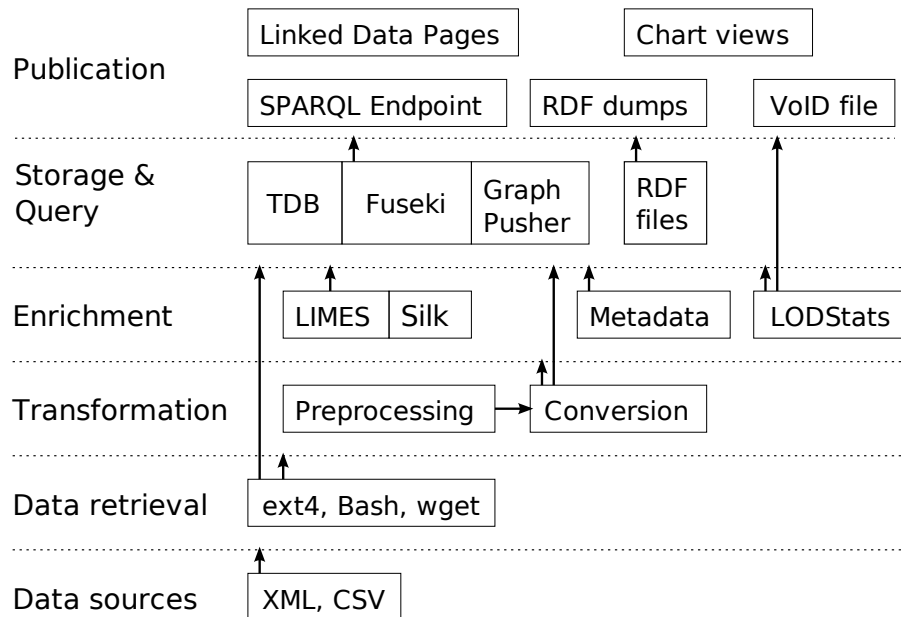 Linked Data Pages
Chart views
Publication
SPARQL Endpoint
RDF dumps
VoID file
Storage &
Query
TDB
Fuseki
Graph
Pusher
RDF
files
Enrichment
LIMES
Silk
Metadata
LODStats
Transformation
Preprocessing
Conversion
Data retrieval
ext4, Bash, wget
Data sources
XML, CSV